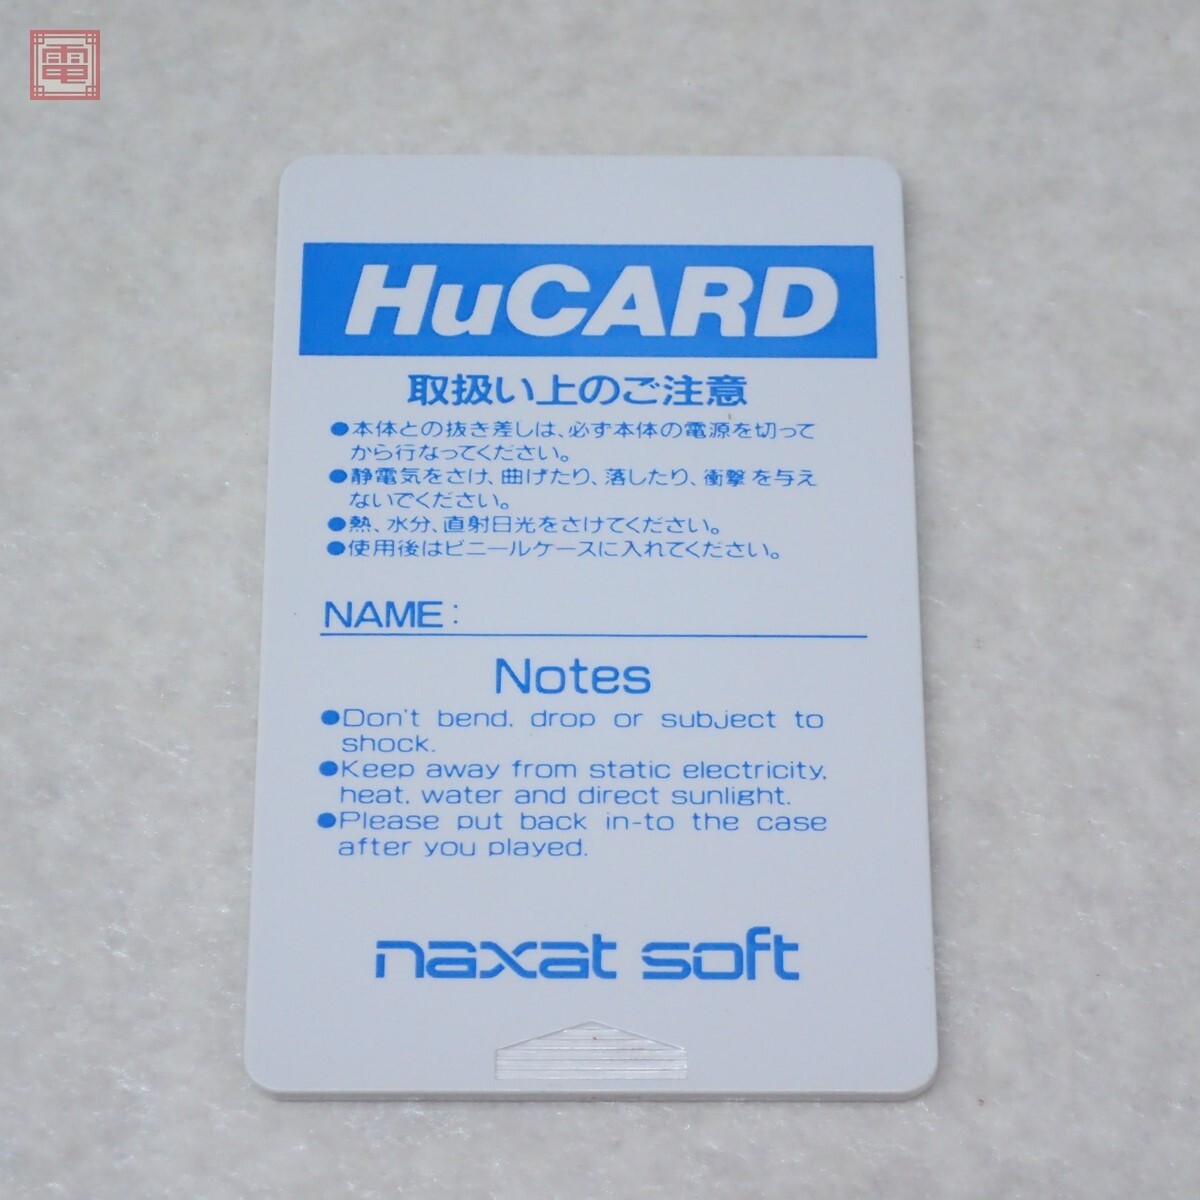 電
HuCARD
取扱い上のご注意
●本体との抜き差しは、必ず本体の電源を切って
から行なってください。
●静電気をさけ、曲げたり、落したり、衝撃を与え
ないでください。
●熱、水分、直射日光をさけてください。
●使用後はビニールケースに入れてください。
NAME:
Notes
●Don't bend, drop or subject to
shock.
●Keep away from static electricity,
heat, water and direct sunlight.
●Please put back in-to the case
after you played.
naxat soft